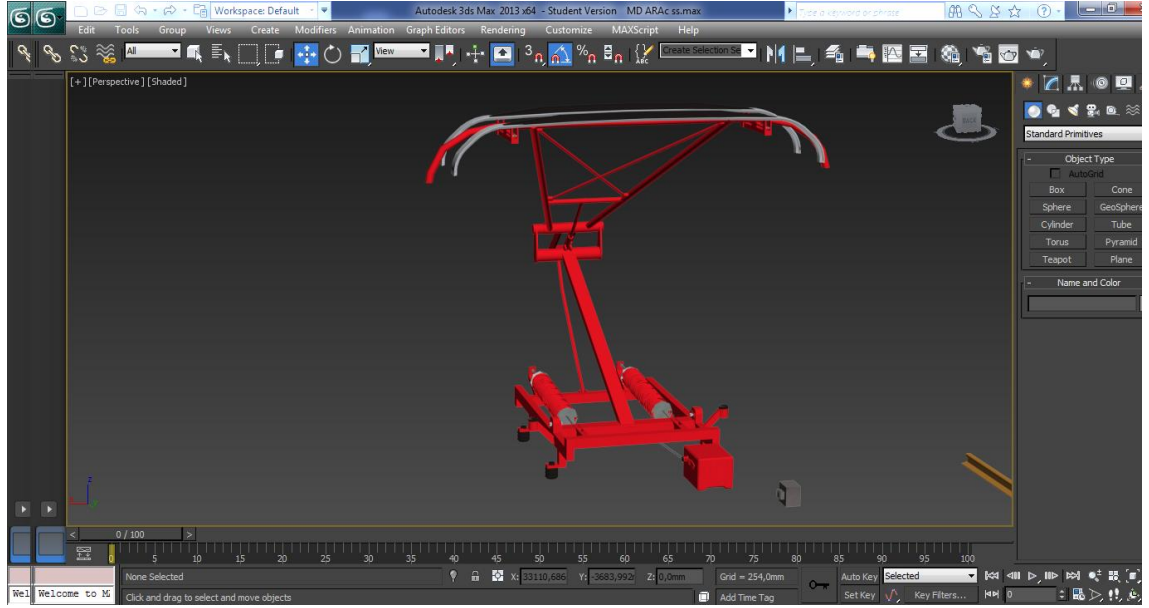 Workspace: Default
Autodesk 3ds Max 2013 x64 - Student Version MD ARAc ss.max
Type a keyword or phrase
Edit Tools Group Views Create Modifiers Animation Graph Editors Rendering Customize MAXScript Help
All
View
3
Create Selection Se
[+] [Perspective] [Shaded]
BACK
Standard Primitives
- Object Type
AutoGrid
Box Cone
Sphere GeoSphere
Cylinder Tube
Torus Pyramid
Teapot Plane
- Name and Color
z
< 0 / 100 >
0 5 10 15 20 25 30 35 40 45 50 55 60 65 70 75 80 85 90 95 100
None Selected X: 33110,686 Y: -3683,992 Z: 0,0mm Grid = 254,0mm Auto Key Selected
Wel Welcome to M Click and drag to select and move objects Add Time Tag Set Key Key Filters... 0